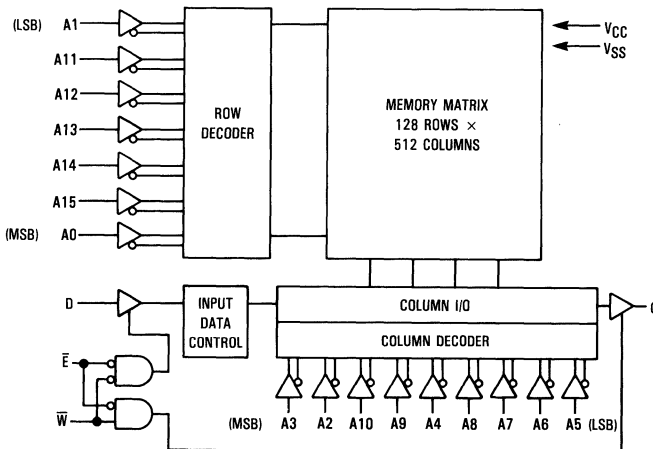 (LSB) A1
A11
A12
A13
A14
A15
(MSB) A0
ROW
DECODER
MEMORY MATRIX
128 ROWS ×
512 COLUMNS
VCC
VSS
D
INPUT
DATA
CONTROL
COLUMN I/O
COLUMN DECODER
E̅
W̅
(MSB) A3 A2 A10 A9 A4 A8 A7 A6 A5 (LSB)